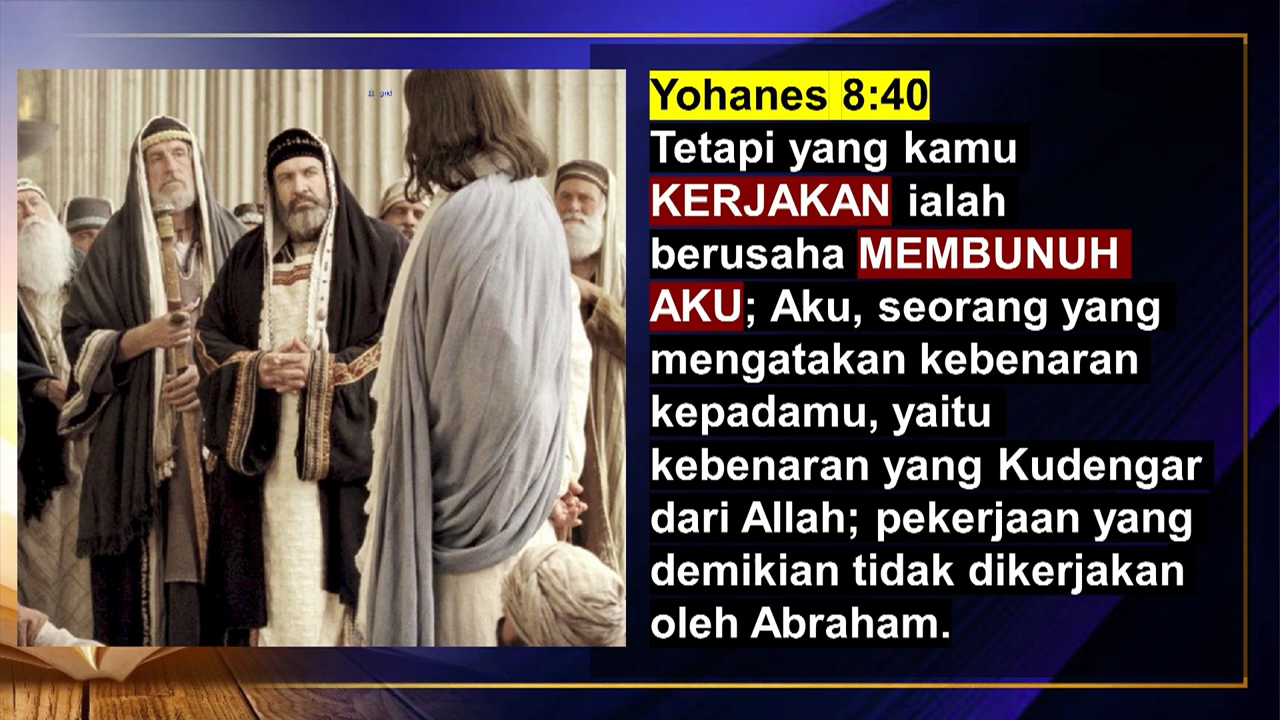 Yohanes 8:40
Tetapi yang kamu
KERJAKAN ialah
berusaha MEMBUNUH
AKU; Aku, seorang yang
mengatakan kebenaran
kepadamu, yaitu
kebenaran yang Kudengar
dari Allah; pekerjaan yang
demikian tidak dikerjakan
oleh Abraham.